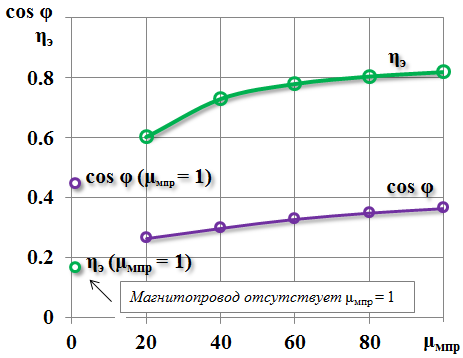 cos φ
ηэ
1
ηэ
0.8
0.6
cos φ (μмпр = 1)
cos φ
0.4
ηэ (μмпр = 1)
0.2
Магнитопровод отсутствует μмпр = 1
0
0 20 40 60 80 μмпр